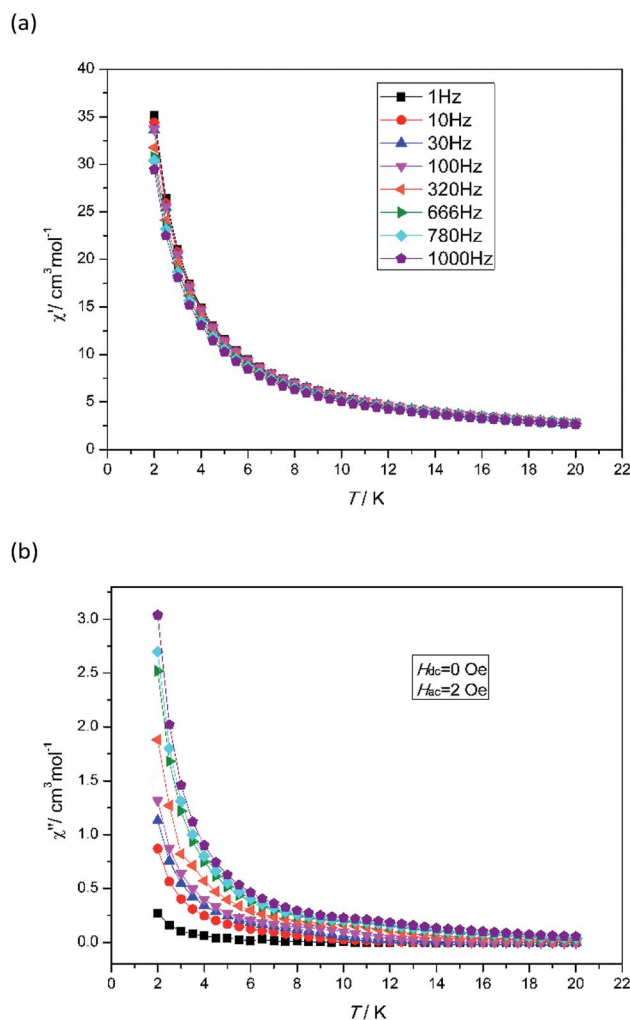 (a)
40
35
30
25
20
15
10
5
0
χ'/ cm³mol⁻¹
1Hz
10Hz
30Hz
100Hz
320Hz
666Hz
780Hz
1000Hz
0 2 4 6 8 10 12 14 16 18 20 22
T / K
(b)
3.0
2.5
2.0
1.5
1.0
0.5
0.0
χ''/ cm³mol⁻¹
Hdc=0 Oe
Hac=2 Oe
0 2 4 6 8 10 12 14 16 18 20 22
T / K